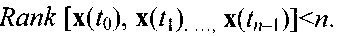 Rank [x(t₀), x(t₁), …, x(tₙ₋₁)]<n.